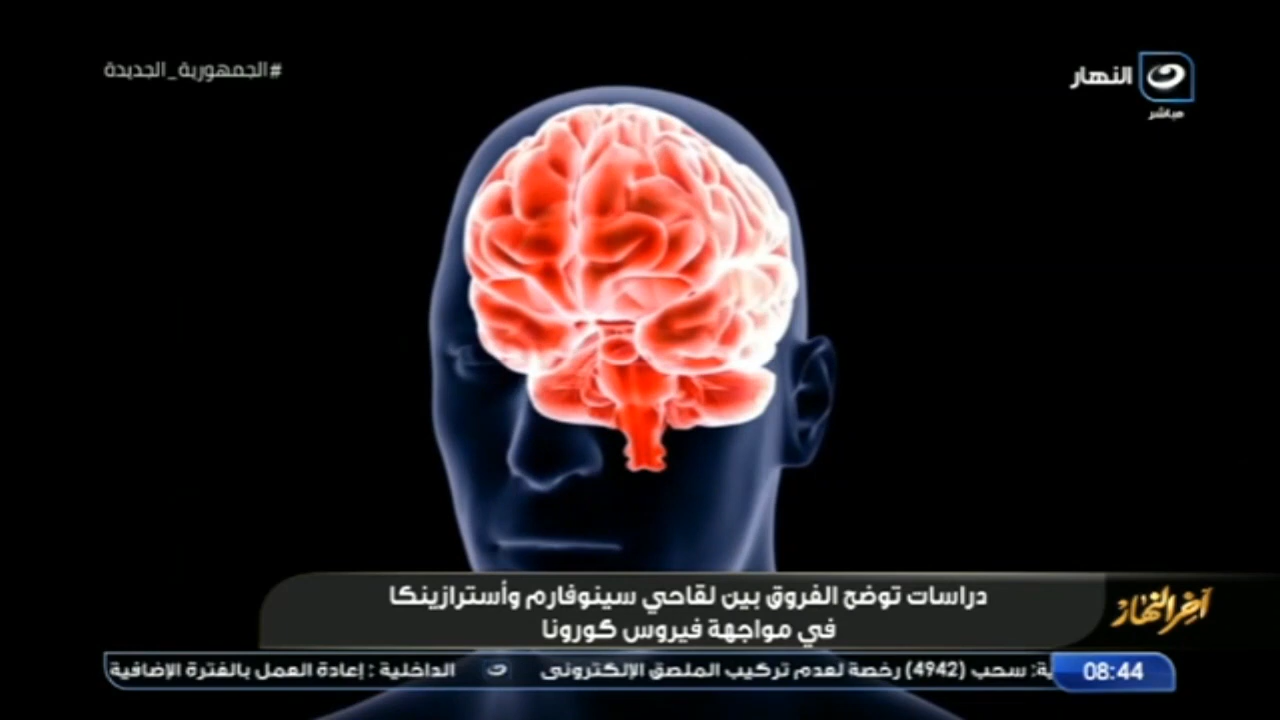 #الجمهورية_الجديدة
النهار
مباشر
دراسات توضح الفروق بين لقاحي سينوفارم وأسترازينكا
في مواجهة فيروس كورونا
آخر النهار
08:44
ية: سحب (4942) رخصة لعدم تركيب الملصق الإلكترونى
الداخلية : إعادة العمل بالفترة الإضافية